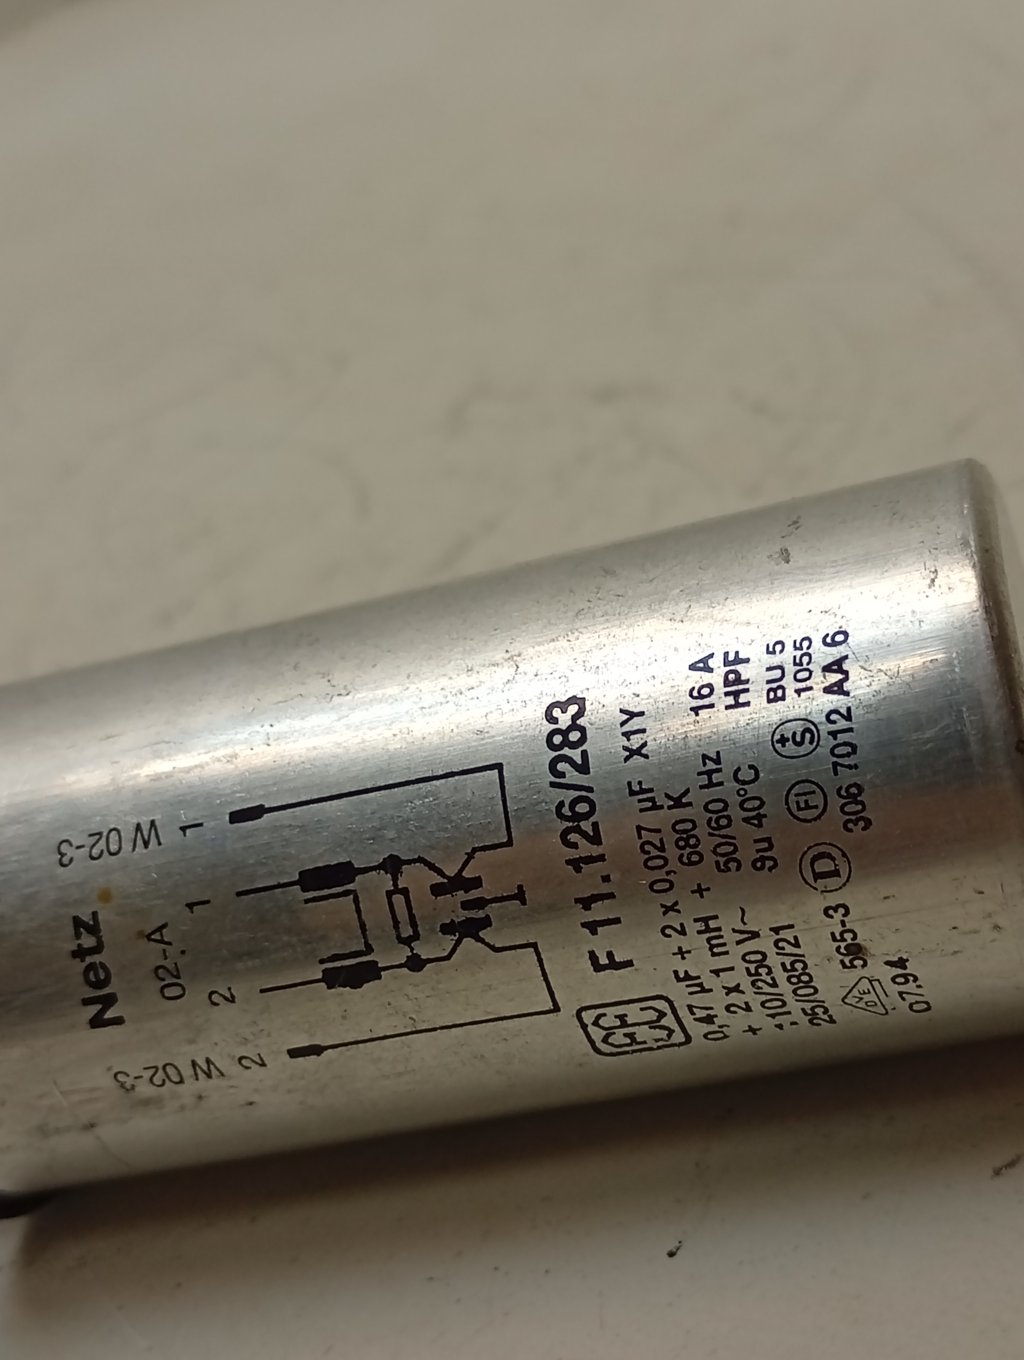 Netz
W 02-3
02-A
W 02-3
2
2
1
1
F 11.126/283
0,47 µF + 2 x 0,027 µF X1Y
+ 2 x 1 mH + 680 K 16 A
110/250 V~ 50/60 Hz HPF
25/085/21 9u 40°C
565-3 D FI +S BU 5 1055
306 7012 AA 6
07.94